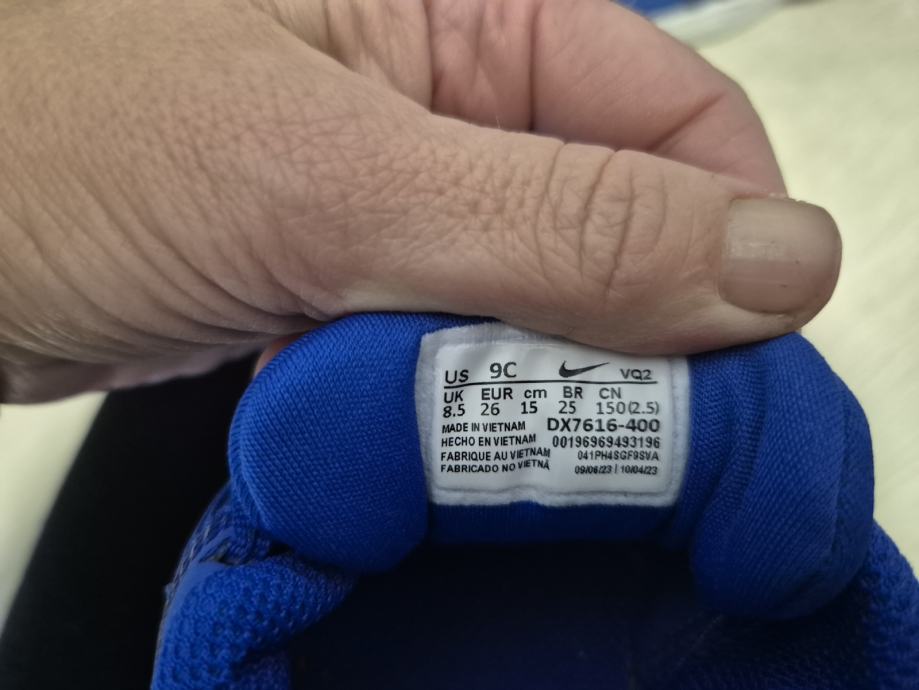 US 9C VQ2
UK EUR cm BR CN
8.5 26 15 25 150(2.5)
MADE IN VIETNAM DX7616-400
HECHO EN VIETNAM 00196969493196
FABRIQUE AU VIETNAM 041PH4SGF9SVA
FABRICADO NO VIETNÃ 09/06/23 | 10/04/23